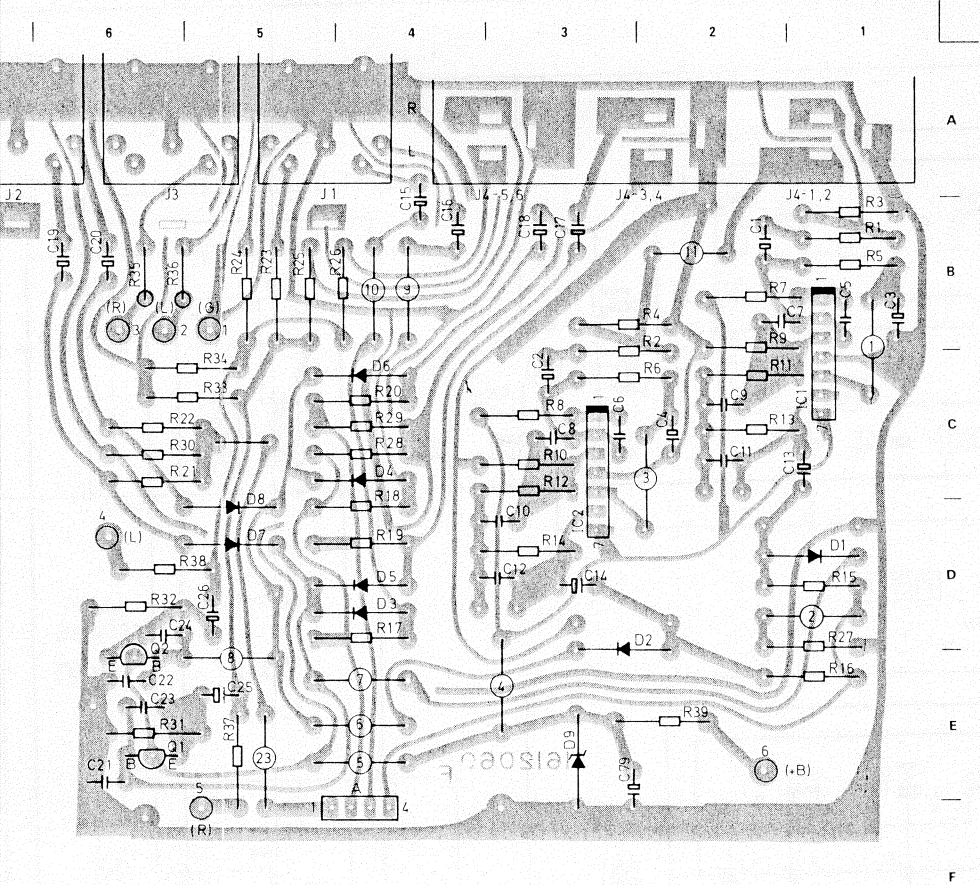 6 5 4 3 2 1
A
R
L
J2 J3 J1 J4-5,6 J4-3,4 J4-1,2
C15 C16 R3
C19 C20 R35 R36 R24 R23 R25 R26 C18 C17 11 C1 R1
R5
B
10 9 R7 1 C5 C3
(R) (L) (G)
3 2 1 R4 C7
R2 R9 1
R34 D6 C2 R6 R11
R33 R20 R8 1 C6 C4 C9 IC1
R22 R29 C8 R13 7 C
R30 R28 R10 C11 C13
R21 D4 R12 3
D8 R18 C10 IC2
4 (L) D7 R19 R14 7 D1
R38 D5 C12 C14 R15 D
R32 C26 D3 2
C24 R17 D2 R27
Q2 8
E B R16
C22 7 4
C25
C23 R39
R31 R37 6 D9 E
Q1 23 5 6
B E (+B)
C21 A C79
5 1 4
(R)
F